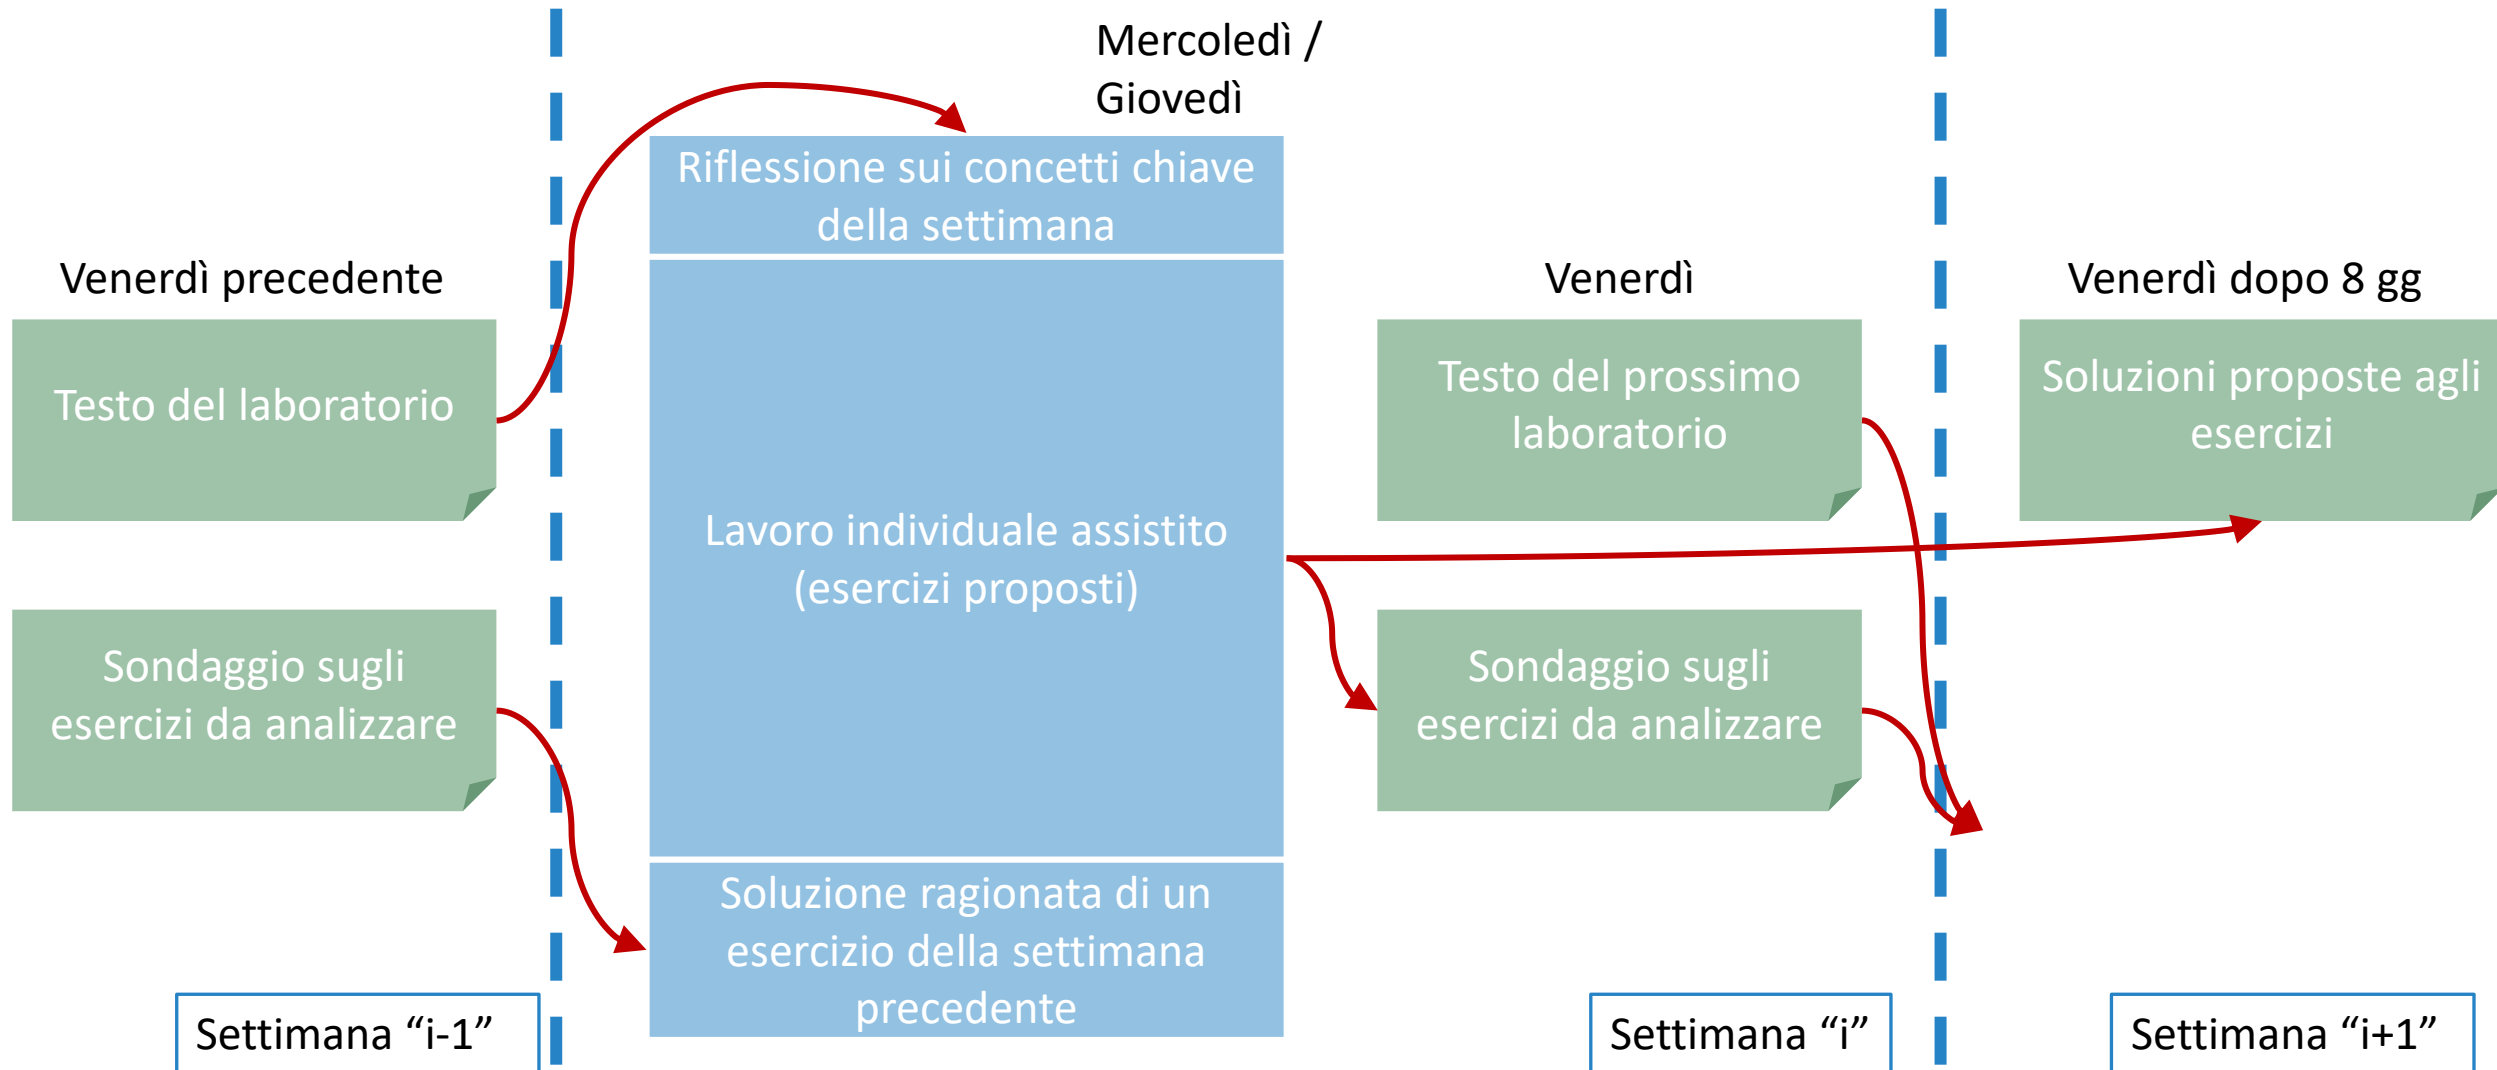 Mercoledì /
Giovedì
Riflessione sui concetti chiave
della settimana
Venerdì precedente
Testo del laboratorio
Sondaggio sugli
esercizi da analizzare
Lavoro individuale assistito
(esercizi proposti)
Soluzione ragionata di un
esercizio della settimana
precedente
Venerdì
Testo del prossimo
laboratorio
Sondaggio sugli
esercizi da analizzare
Venerdì dopo 8 gg
Soluzioni proposte agli
esercizi
Settimana “i-1”
Settimana “i”
Settimana “i+1”